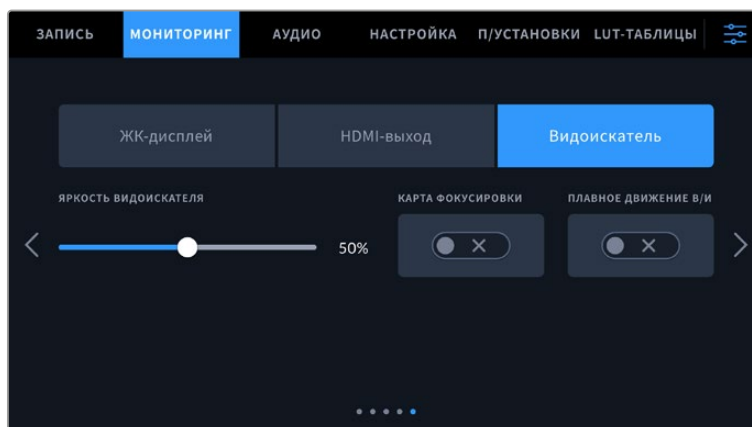 ЗАПИСЬ МОНИТОРИНГ АУДИО НАСТРОЙКА П/УСТАНОВКИ LUT-ТАБЛИЦЫ
ЖК-дисплей HDMI-выход Видоискатель
ЯРКОСТЬ ВИДОИСКАТЕЛЯ КАРТА ФОКУСИРОВКИ ПЛАВНОЕ ДВИЖЕНИЕ В/И
50%